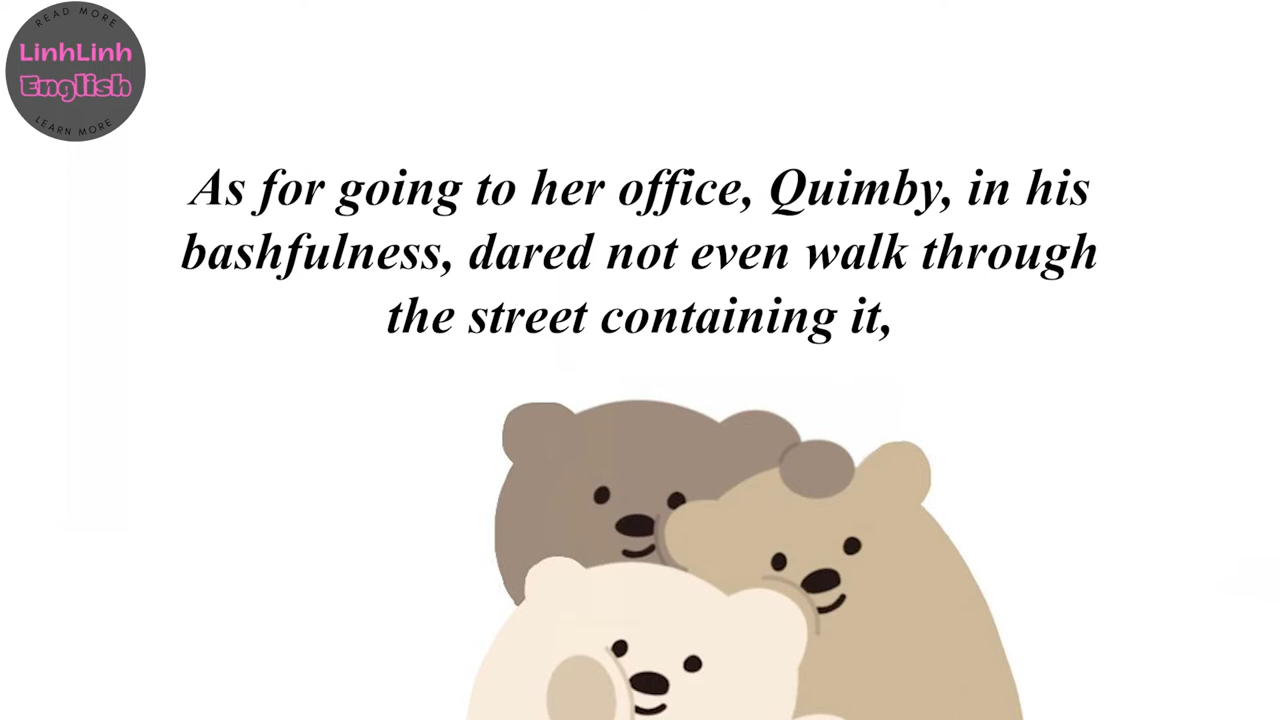 READ MORE
LinhLinh
English
LEARN MORE
As for going to her office, Quimby, in his
bashfulness, dared not even walk through
the street containing it,